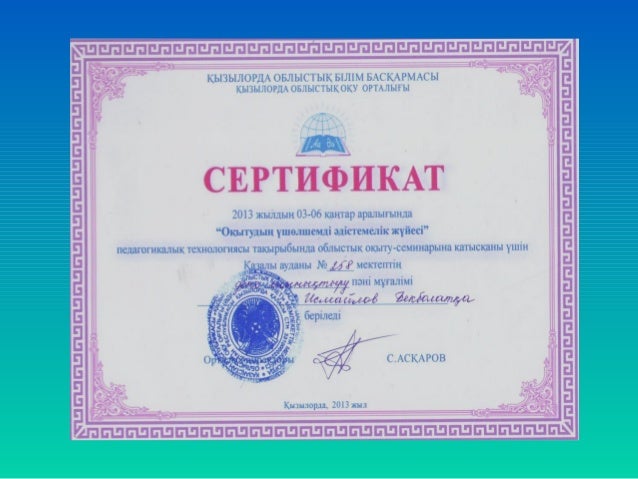 ҚЫЗЫЛОРДА ОБЛЫСТЫҚ БІЛІМ БАСҚАРМАСЫ
ҚЫЗЫЛОРДА ОБЛЫСТЫҚ ОҚУ ОРТАЛЫҒЫ
СЕРТИФИКАТ
2013 жылдың 03-06 қаңтар аралығында
“Оқытудың үшөлшемді әдістемелік жүйесі”
педагогикалық технологиясы тақырыбында облыстық оқыту-семинарына катысқаны үшін
Қазалы ауданы № 258 мектептің
пәні мұғалімі
Исмайлов Бекболатқа
беріледі
С.АСҚАРОВ
Қызылорда, 2013 жыл